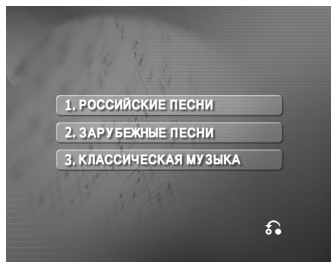 1. РОССИЙСКИЕ ПЕСНИ
2. ЗАРУБЕЖНЫЕ ПЕСНИ
3. КЛАССИЧЕСКАЯ МУЗЫКА